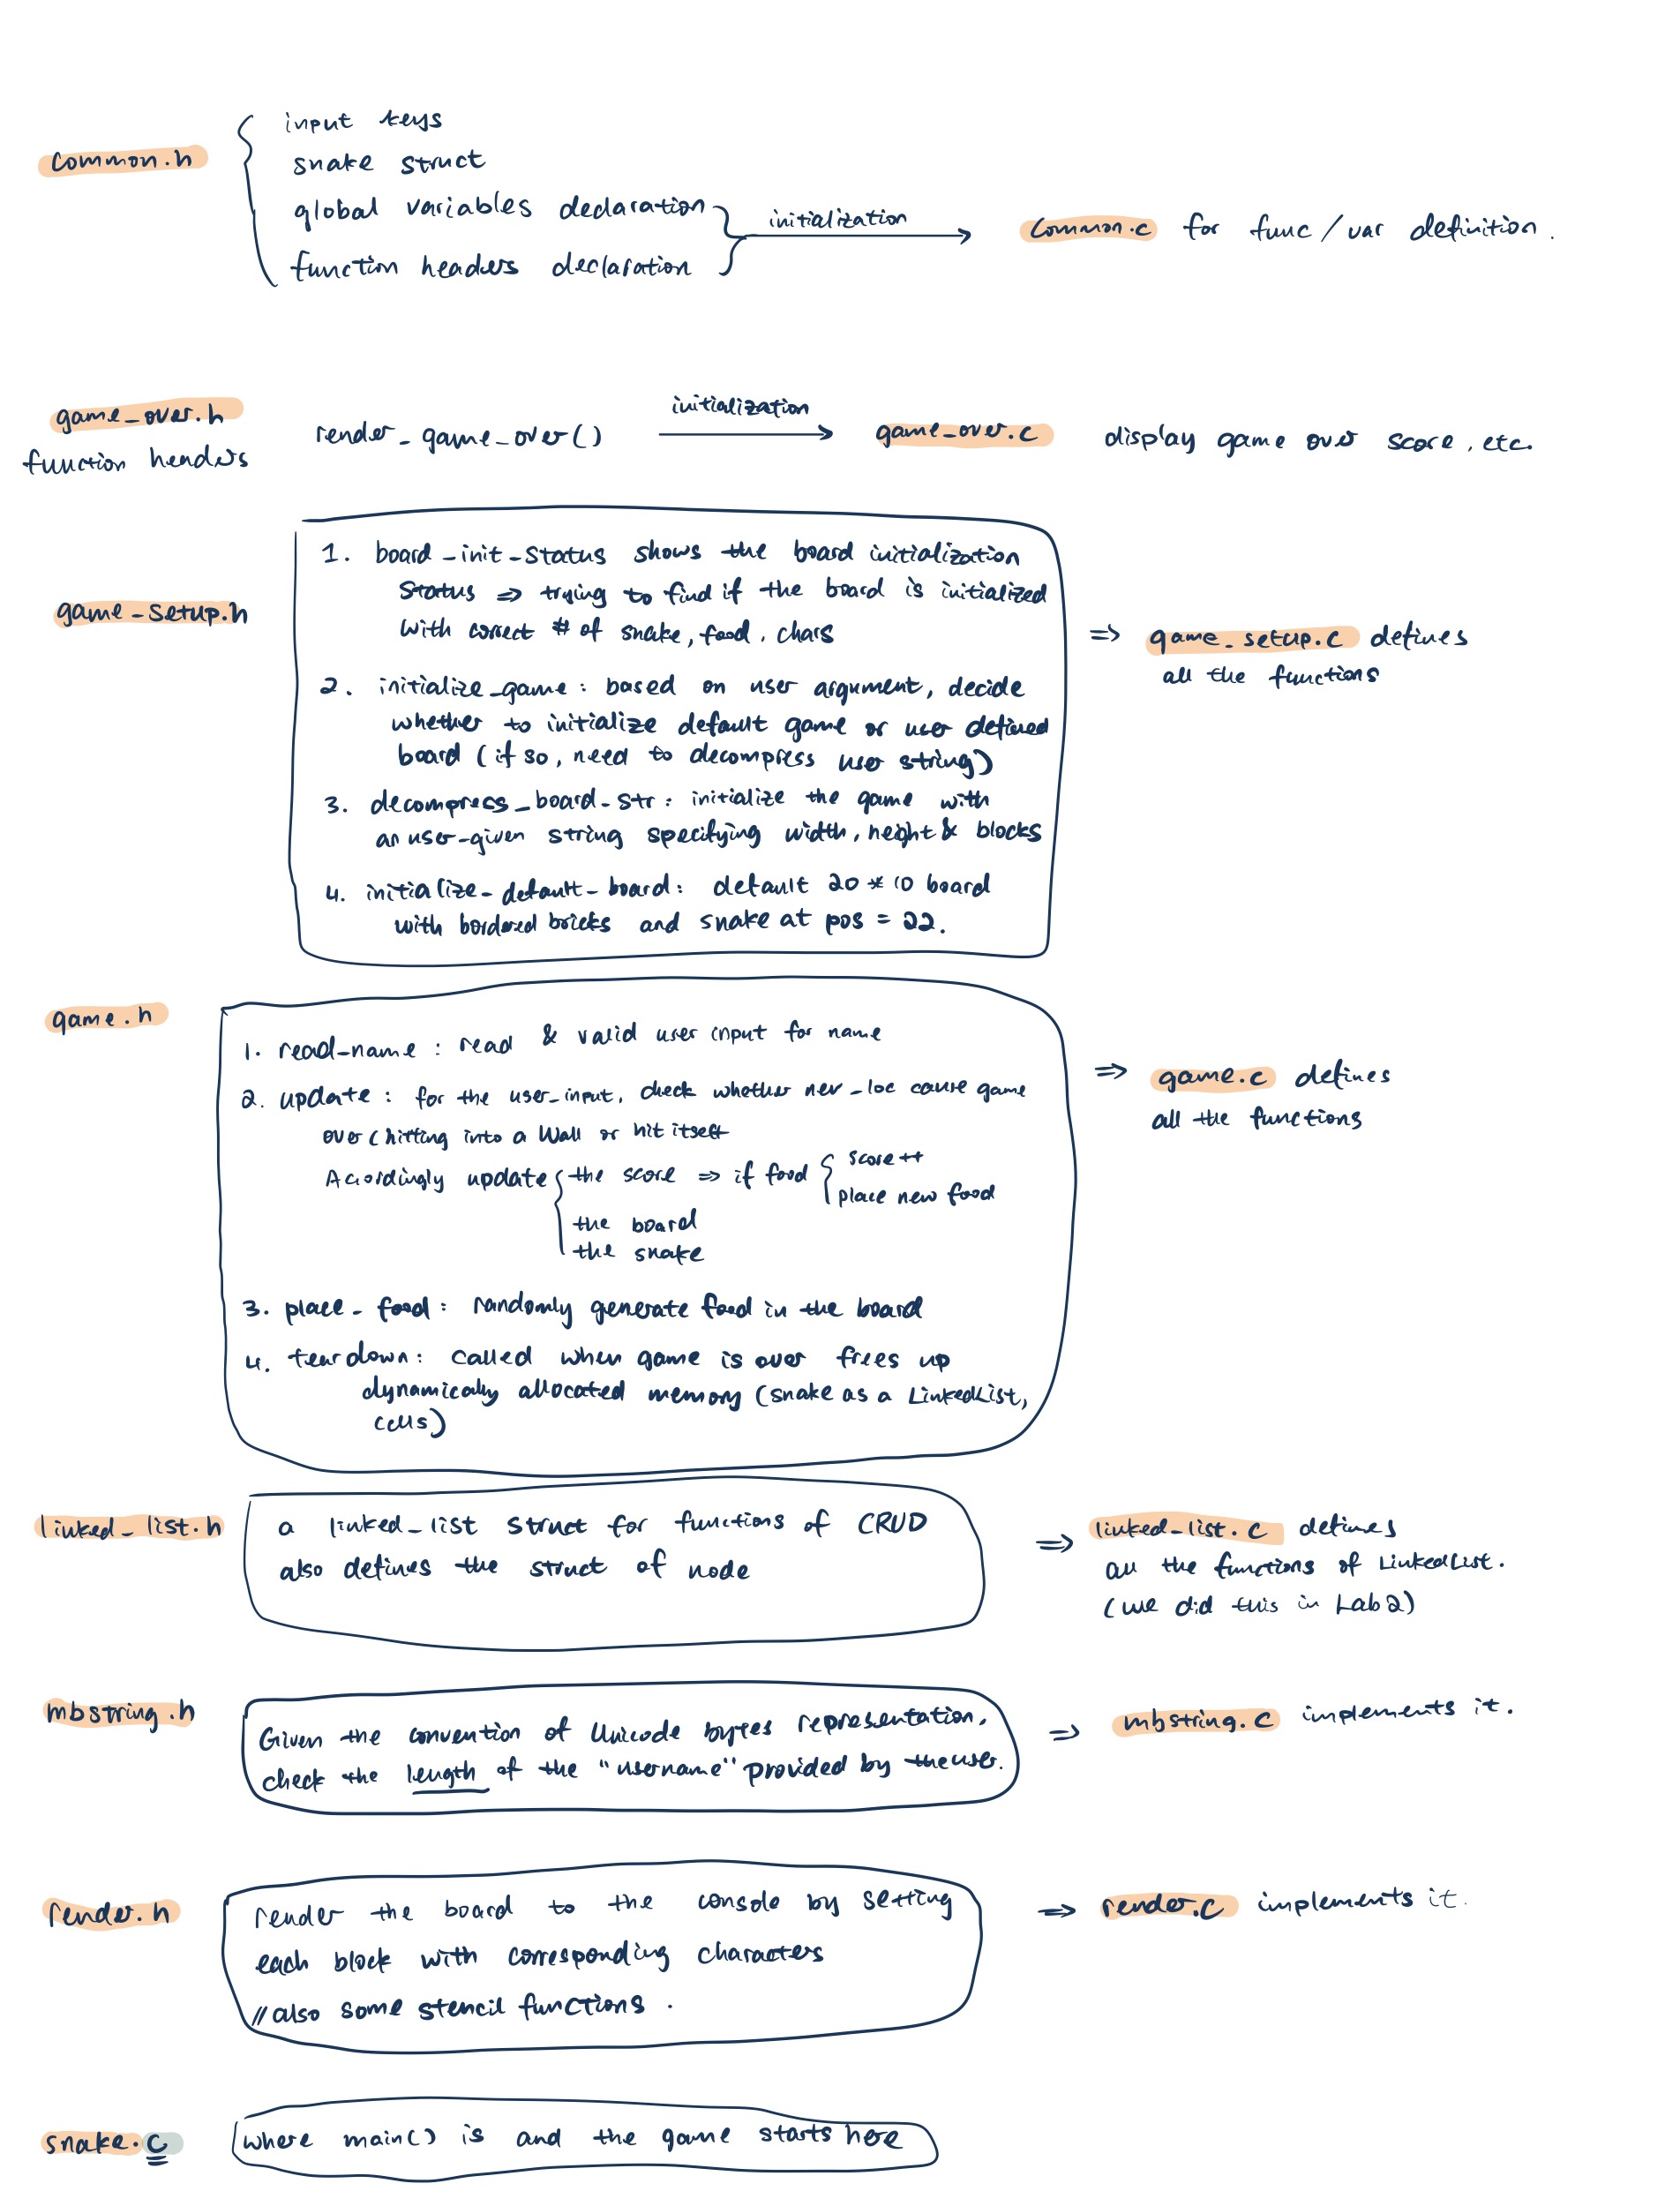 common.h
input keys
snake struct
global variables declaration
function headers declaration
initialization
common.c for func / var definition.
game_over.h
function headers
render_game_over()
initialization
game_over.c display game over score, etc.
game_setup.h
1. board_init_status shows the board initialization
status => trying to find if the board is initialized
with correct # of snake, food, chars
2. initialize_game: based on user argument, decide
whether to initialize default game or user defined
board (if so, need to decompress user string)
3. decompress_board_str: initialize the game with
an user-given string specifying width, height & blocks
4. initialize_default_board: default 20 * 10 board
with bordered bricks and snake at pos = 22.
=> game_setup.c defines
all the functions
game.h
1. read_name: read & valid user input for name
2. update: for the user_input, check whether new_loc cause game
over (hitting into a wall or hit itself
Acordingly update the score => if food score++
place new food
the board
the snake
3. place_food: randomly generate food in the board
4. teardown: called when game is over frees up
dynamically allocated memory (snake as a LinkedList,
cells)
=> game.c defines
all the functions
linked_list.h
a linked_list struct for functions of CRUD
also defines the struct of node
=> linked_list.c defines
all the functions of LinkedList.
(we did this in Lab2)
mbstring.h
Given the convention of Unicode bytes representation,
check the length of the "username" provided by the user.
=> mbstring.c implements it.
render.h
render the board to the console by setting
each block with corresponding characters
// also some stencil functions.
=> render.c implements it.
snake.c
where main() is and the game starts here